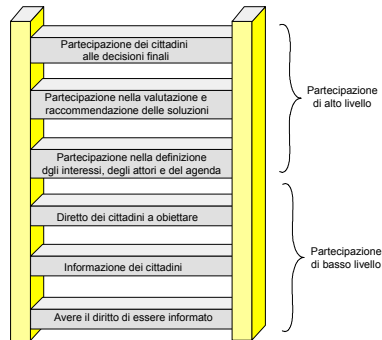 Partecipazione dei cittadini
alle decisioni finali
Partecipazione nella valutazione e
raccommendazione delle soluzioni
Partecipazione nella definizione
dgli interessi, degli attori e del agenda
Diretto dei cittadini a obiettare
Informazione dei cittadini
Avere il diritto di essere informato
Partecipazione
di alto livello
Partecipazione
di basso livello